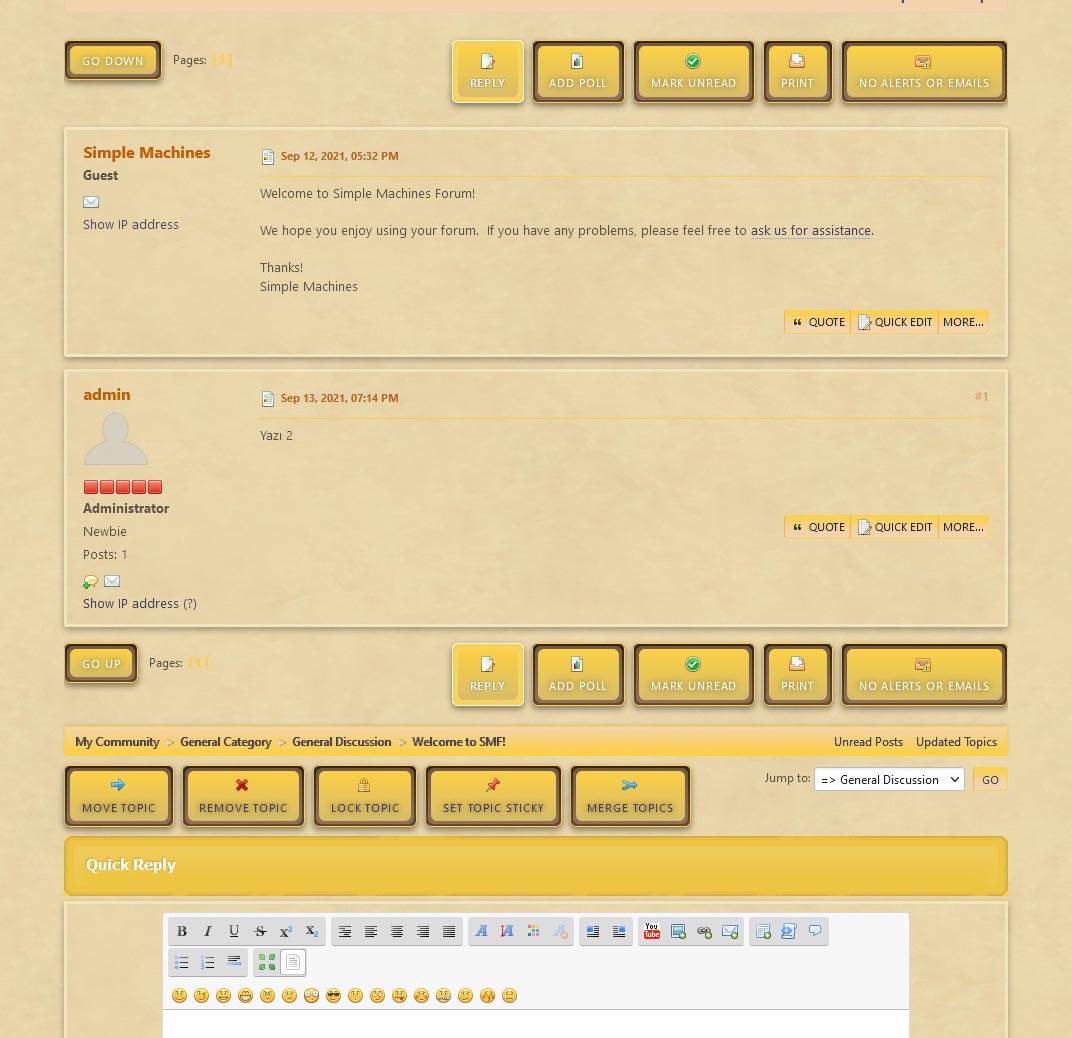 GO DOWN Pages: [1] REPLY ADD POLL MARK UNREAD PRINT NO ALERTS OR EMAILS
Simple Machines
Guest
Show IP address
Sep 12, 2021, 05:32 PM
Welcome to Simple Machines Forum!
We hope you enjoy using your forum. If you have any problems, please feel free to ask us for assistance.
Thanks!
Simple Machines
QUOTE QUICK EDIT MORE...
admin
Administrator
Newbie
Posts: 1
Show IP address (?)
Sep 13, 2021, 07:14 PM #1
Yazı 2
QUOTE QUICK EDIT MORE...
GO UP Pages: [1] REPLY ADD POLL MARK UNREAD PRINT NO ALERTS OR EMAILS
My Community > General Category > General Discussion > Welcome to SMF! Unread Posts Updated Topics
MOVE TOPIC REMOVE TOPIC LOCK TOPIC SET TOPIC STICKY MERGE TOPICS Jump to: => General Discussion GO
Quick Reply
B I U S x² x₂ A A A You Tube